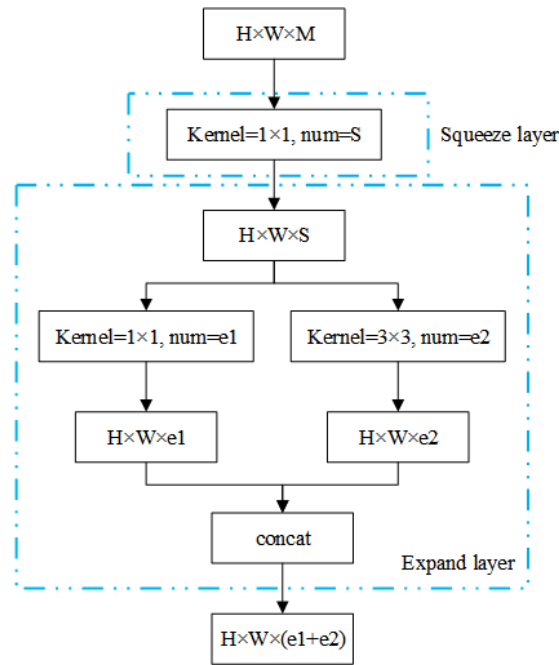 H×W×M
Kernel=1×1, num=S
Squeeze layer
H×W×S
Kernel=1×1, num=e1
Kernel=3×3, num=e2
H×W×e1
H×W×e2
concat
Expand layer
H×W×(e1+e2)